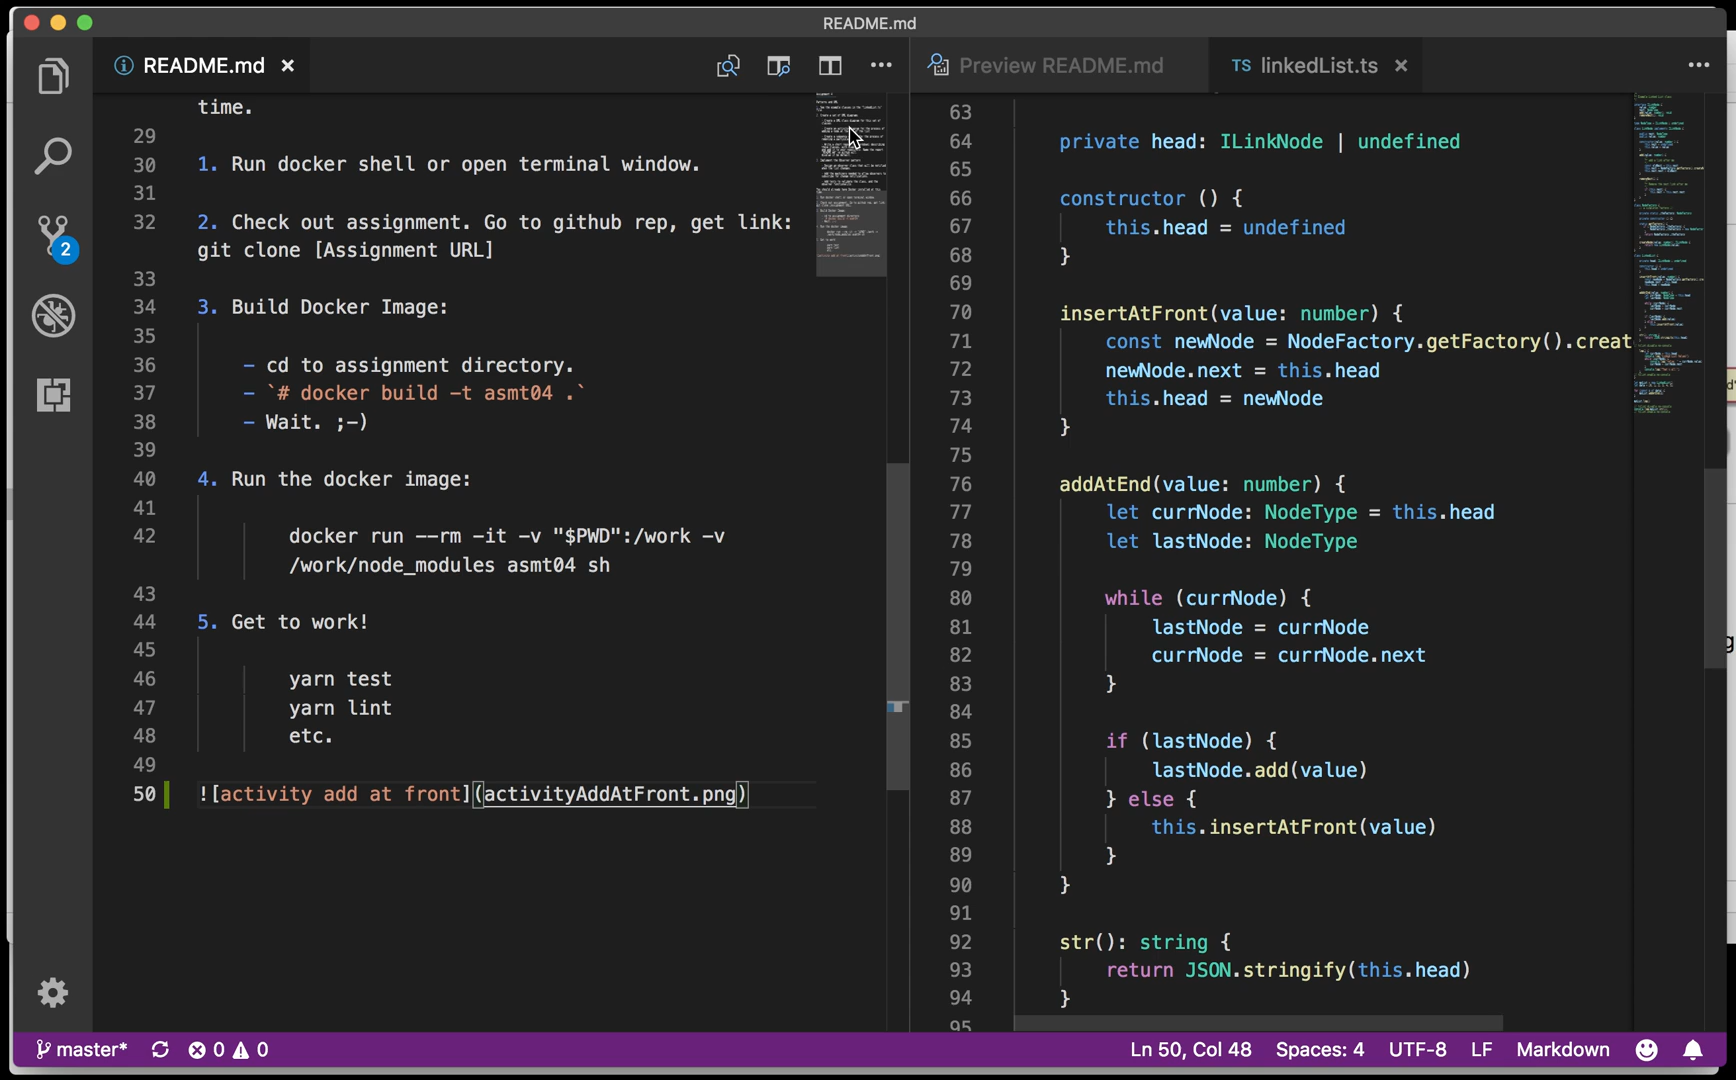 README.md
README.md
time.
29
30 1. Run docker shell or open terminal window.
31
32 2. Check out assignment. Go to github rep, get link:
git clone [Assignment URL]
33
34 3. Build Docker Image:
35
36 - cd to assignment directory.
37 - `# docker build -t asmt04 .`
38 - Wait. ;-)
39
40 4. Run the docker image:
41
42 docker run --rm -it -v "$PWD":/work -v
/work/node_modules asmt04 sh
43
44 5. Get to work!
45
46 yarn test
47 yarn lint
48 etc.
49
50 ![activity add at front](activityAddAtFront.png)
2
Preview README.md
TS linkedList.ts
63
64 private head: ILinkNode | undefined
65
66 constructor () {
67 this.head = undefined
68 }
69
70 insertAtFront(value: number) {
71 const newNode = NodeFactory.getFactory().creat
72 newNode.next = this.head
73 this.head = newNode
74 }
75
76 addAtEnd(value: number) {
77 let currNode: NodeType = this.head
78 let lastNode: NodeType
79
80 while (currNode) {
81 lastNode = currNode
82 currNode = currNode.next
83 }
84
85 if (lastNode) {
86 lastNode.add(value)
87 } else {
88 this.insertAtFront(value)
89 }
90 }
91
92 str(): string {
93 return JSON.stringify(this.head)
94 }
95
master* 0 0 Ln 50, Col 48 Spaces: 4 UTF-8 LF Markdown